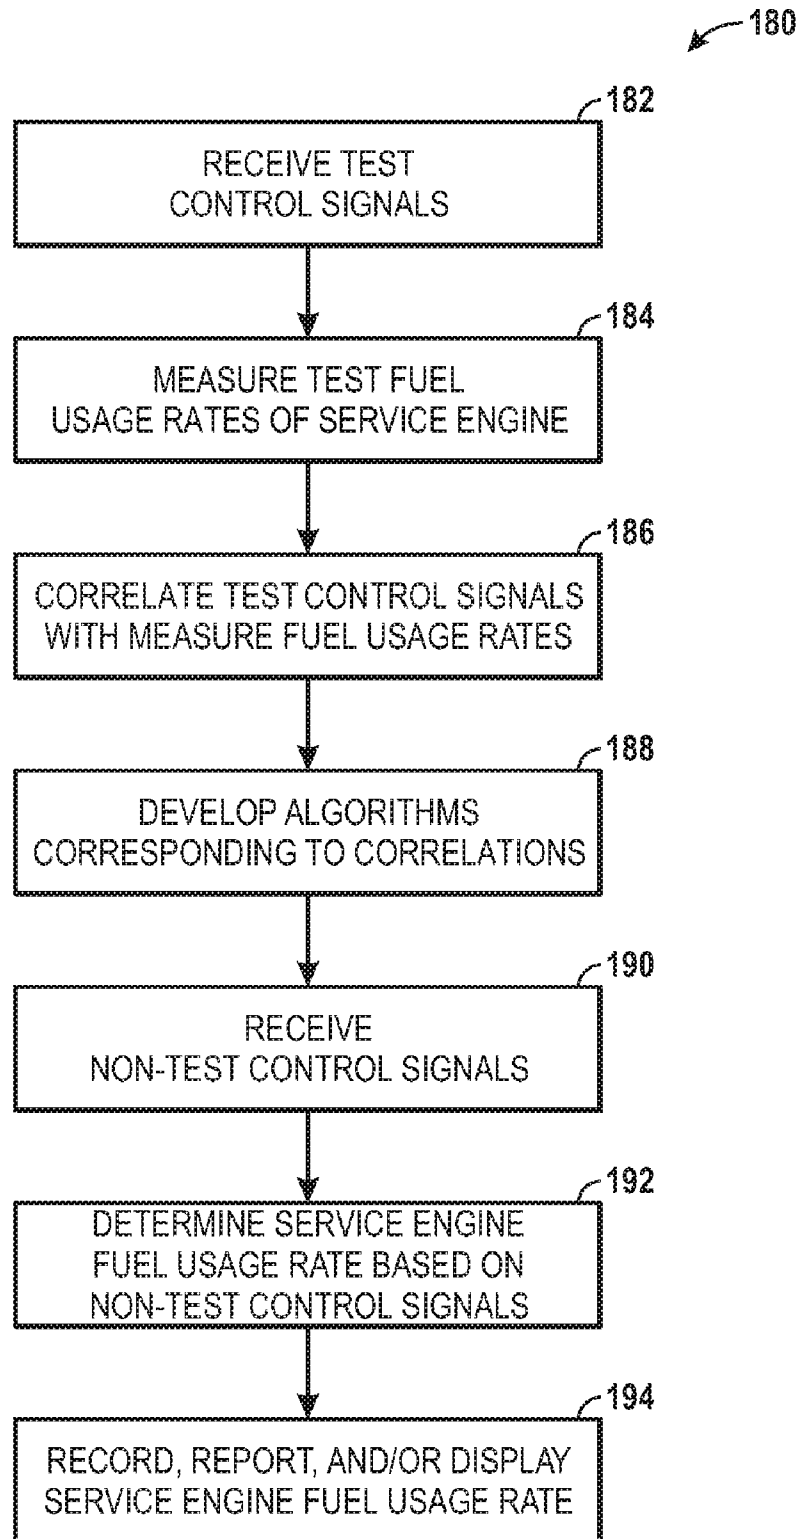 180
182
RECEIVE TEST
CONTROL SIGNALS
184
MEASURE TEST FUEL
USAGE RATES OF SERVICE ENGINE
186
CORRELATE TEST CONTROL SIGNALS
WITH MEASURE FUEL USAGE RATES
188
DEVELOP ALGORITHMS
CORRESPONDING TO CORRELATIONS
190
RECEIVE
NON-TEST CONTROL SIGNALS
192
DETERMINE SERVICE ENGINE
FUEL USAGE RATE BASED ON
NON-TEST CONTROL SIGNALS
194
RECORD, REPORT, AND/OR DISPLAY
SERVICE ENGINE FUEL USAGE RATE